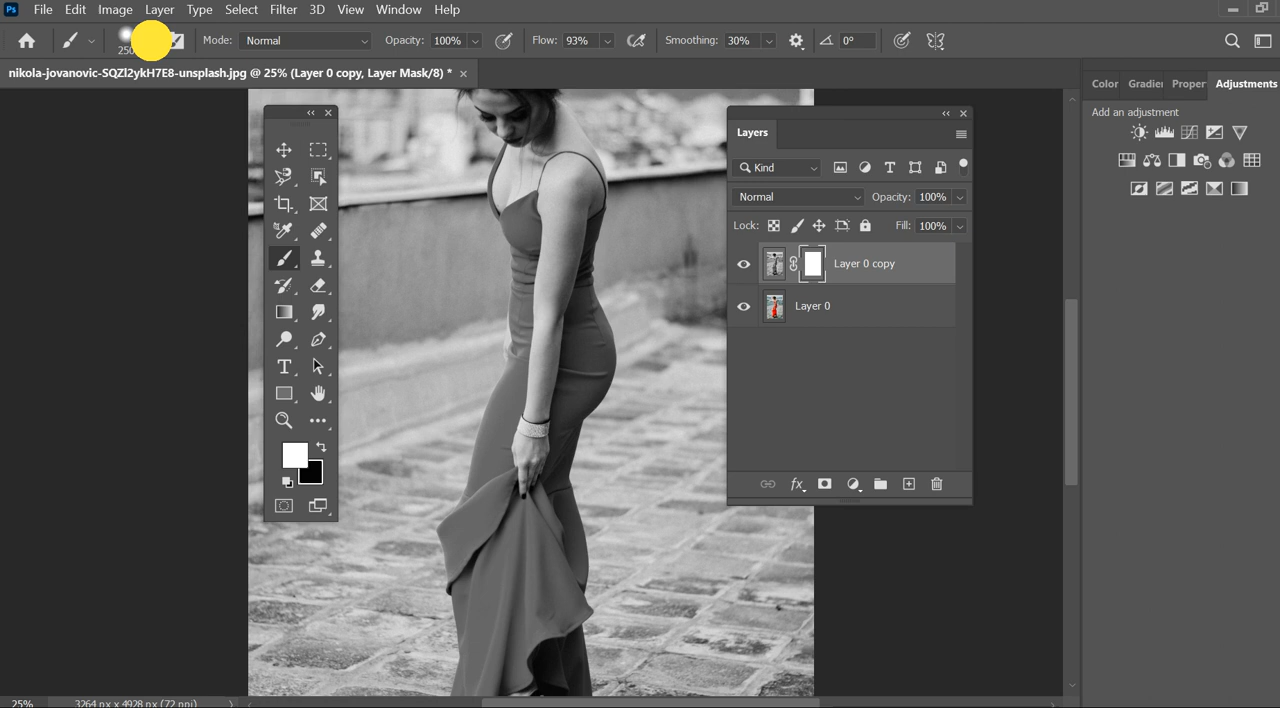 Ps File Edit Image Layer Type Select Filter 3D View Window Help
250 Mode: Normal Opacity: 100% Flow: 93% Smoothing: 30% 0°
nikola-jovanovic-SQZl2ykH7E8-unsplash.jpg @ 25% (Layer 0 copy, Layer Mask/8) *
Color Gradie Proper Adjustments
Add an adjustment
Layers
Kind
Normal Opacity: 100%
Lock: Fill: 100%
Layer 0 copy
Layer 0
fx
25% 3264 px x 4928 px (72 ppi)